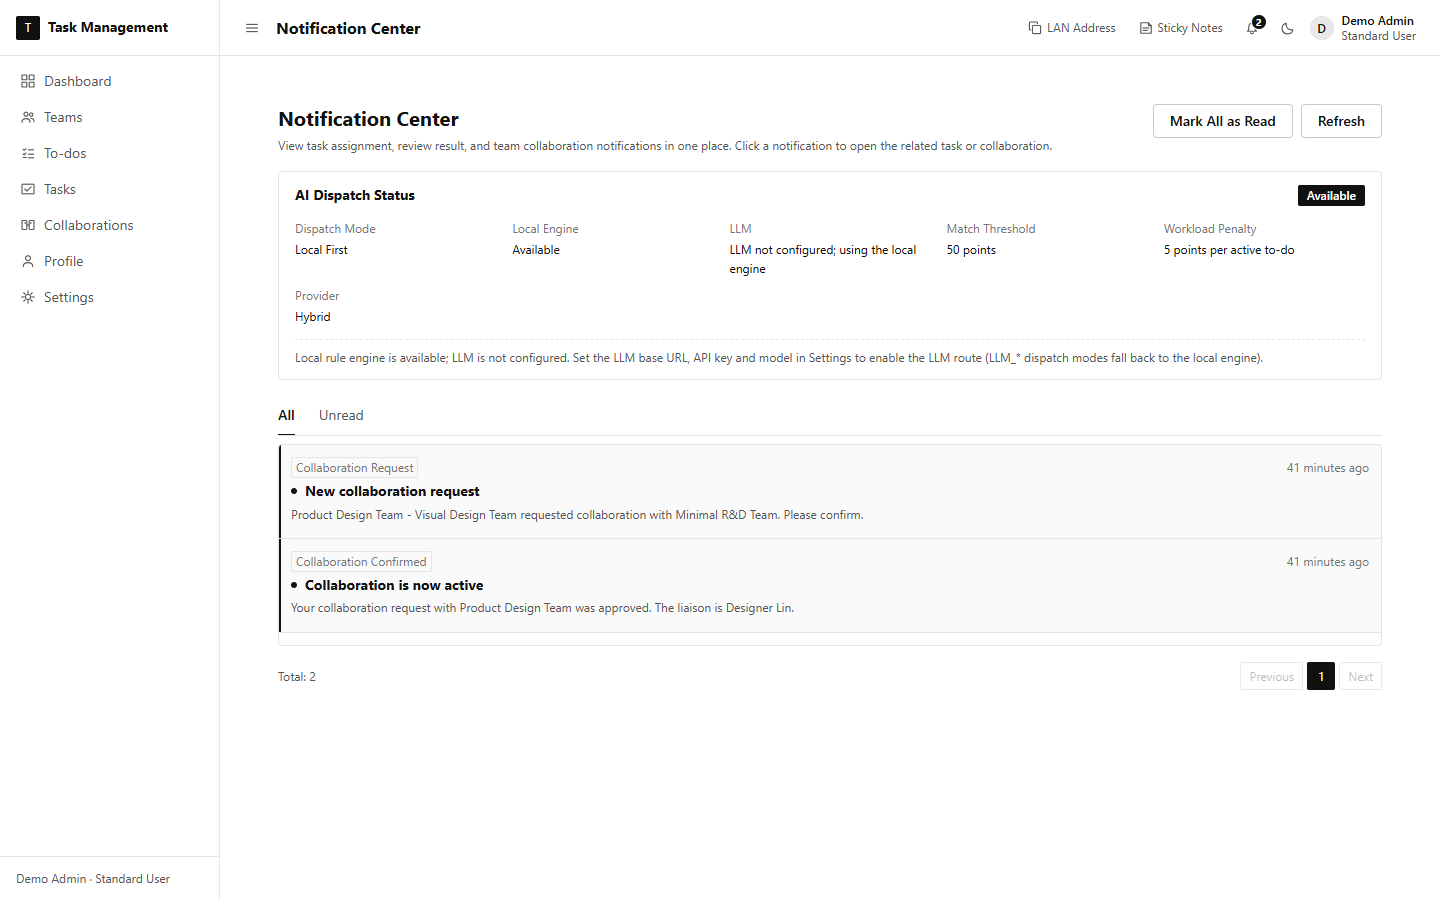 T Task Management
Notification Center
LAN Address
Sticky Notes
2
D
Demo Admin
Standard User
Dashboard
Teams
To-dos
Tasks
Collaborations
Profile
Settings
Notification Center
View task assignment, review result, and team collaboration notifications in one place. Click a notification to open the related task or collaboration.
Mark All as Read
Refresh
AI Dispatch Status
Available
Dispatch Mode
Local First
Local Engine
Available
LLM
LLM not configured; using the local
engine
Match Threshold
50 points
Workload Penalty
5 points per active to-do
Provider
Hybrid
Local rule engine is available; LLM is not configured. Set the LLM base URL, API key and model in Settings to enable the LLM route (LLM_* dispatch modes fall back to the local engine).
All
Unread
Collaboration Request
41 minutes ago
New collaboration request
Product Design Team - Visual Design Team requested collaboration with Minimal R&D Team. Please confirm.
Collaboration Confirmed
41 minutes ago
Collaboration is now active
Your collaboration request with Product Design Team was approved. The liaison is Designer Lin.
Total: 2
Previous
1
Next
Demo Admin · Standard User